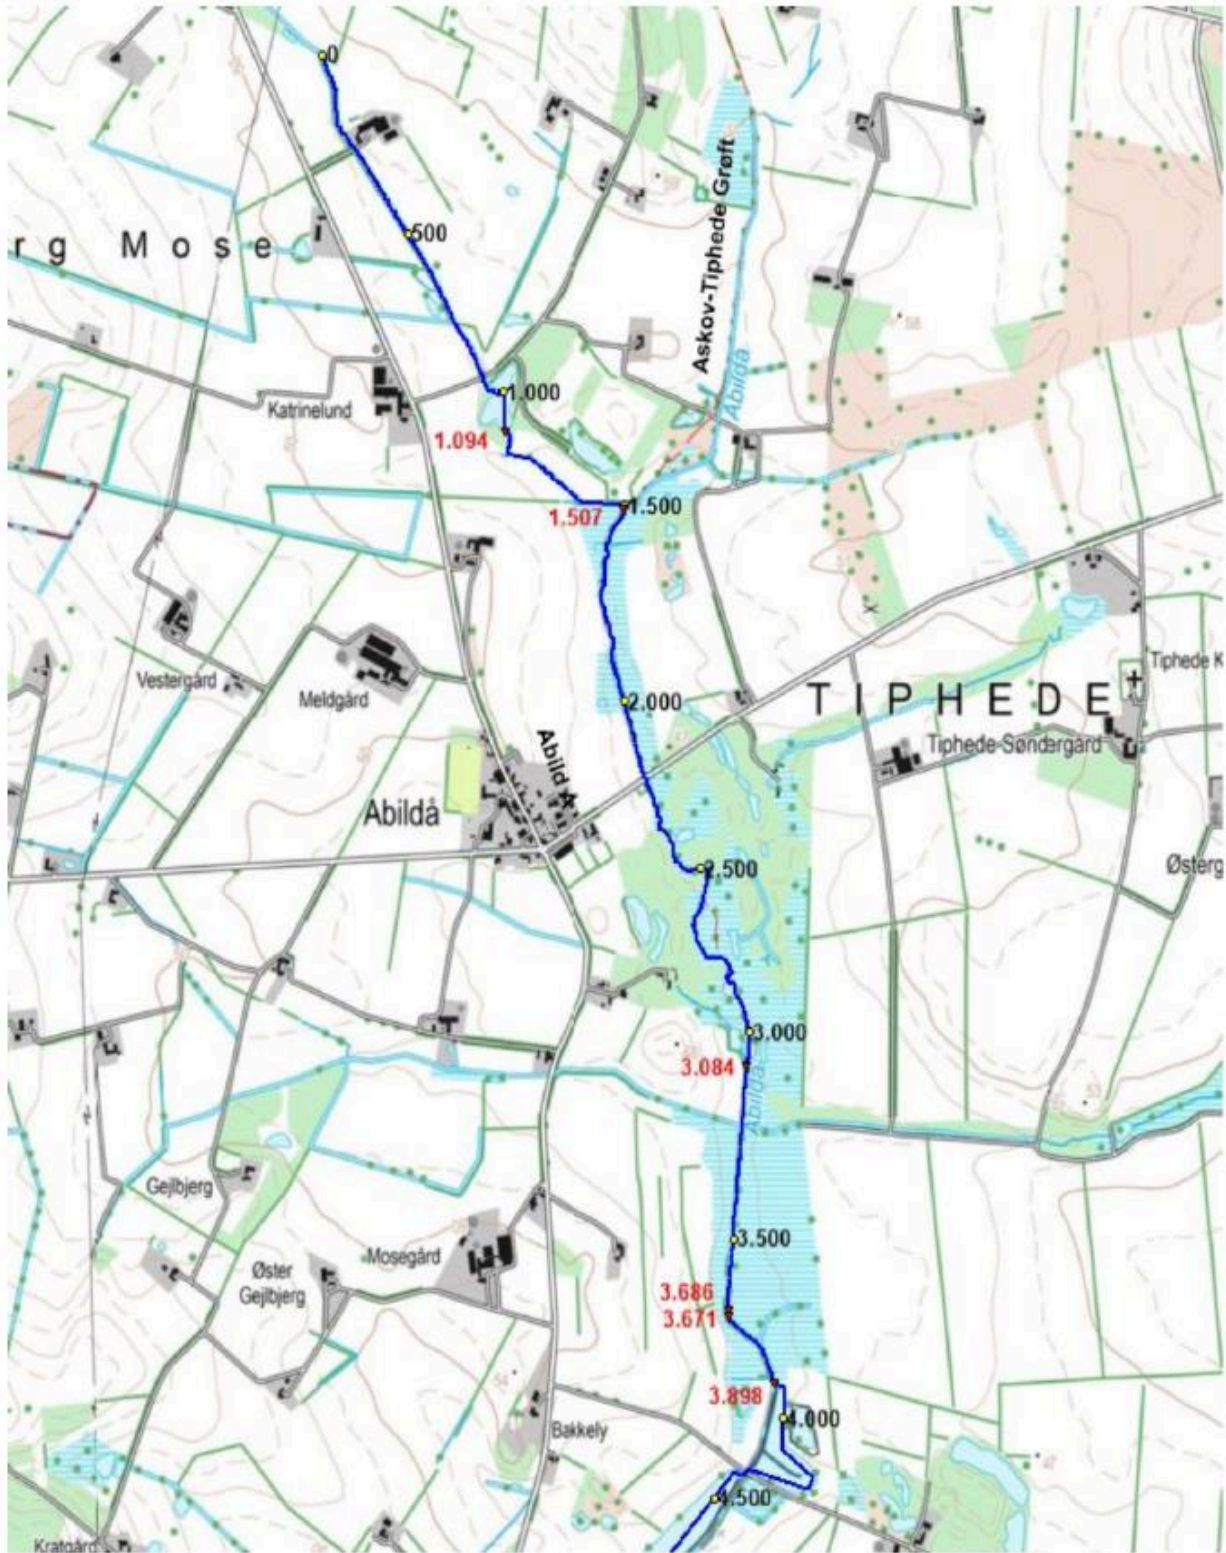 0
rg Mose
500
Askov-Tiphede Grøft
Abildå
1.000
Katrinelund
1.094
1.500
1.507
Vestergård
Meldgård
2.000
TIPHEDE
Tiphede K
Tiphede Søndergård
Abild Å
Abildå
2.500
Østerg
3.000
3.084
Abildå
Gejlbjerg
3.500
Mosegård
Øster
Gejlbjerg
3.686
3.671
3.898
4.000
Bakkely
4.500
Kratgård